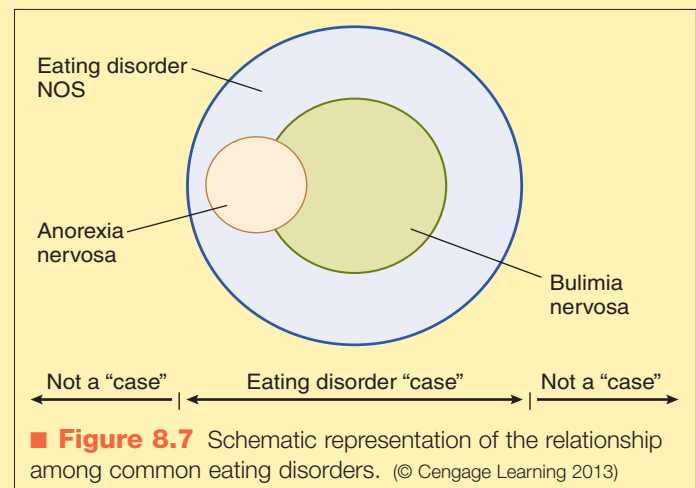 Eating disorder
NOS
Anorexia
nervosa
Bulimia
nervosa
Not a “case” Eating disorder “case” Not a “case”
■ Figure 8.7 Schematic representation of the relationship
among common eating disorders. (© Cengage Learning 2013)